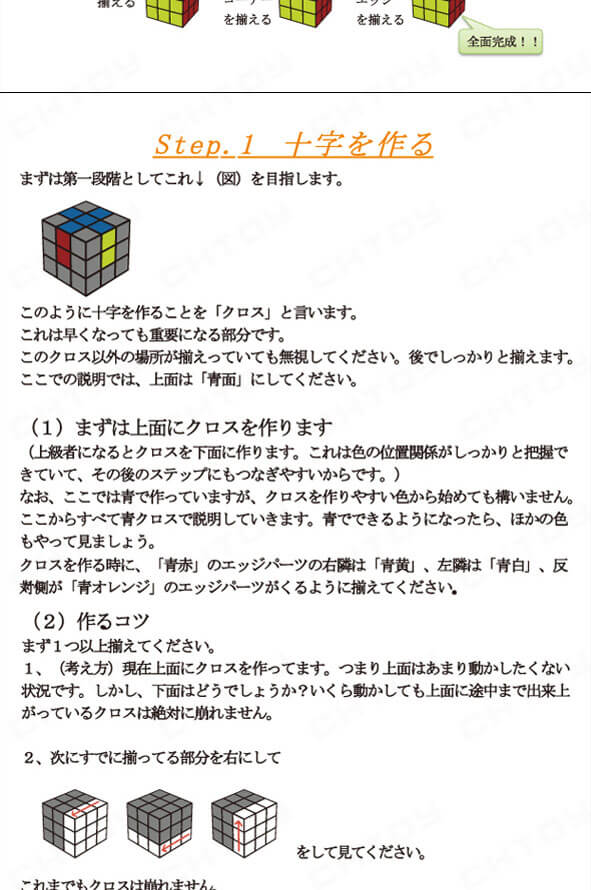 揃える
コーナー
を揃える
エッジ
を揃える
全面完成！！
Step.1　十字を作る
まずは第一段階としてこれ↓（図）を目指します。
このように十字を作ることを「クロス」と言います。
これは早くなっても重要になる部分です。
このクロス以外の場所が揃えっていても無視してください。後でしっかりと揃えます。
ここでの説明では、上面は「青面」にしてください。
（１）まずは上面にクロスを作ります
（上級者になるとクロスを下面に作ります。これは色の位置関係がしっかりと把握で
きていて、その後のステップにもつなぎやすいからです。）
なお、ここでは青で作っていますが、クロスを作りやすい色から始めても構いません。
ここからすべて青クロスで説明していきます。青でできるようになったら、ほかの色
もやって見ましょう。
クロスを作る時に、「青赤」のエッジパーツの右隣は「青黄」、左隣は「青白」、反
対側が「青オレンジ」のエッジパーツがくるように揃えてください。
（２）作るコツ
まず１つ以上揃えてください。
１、（考え方）現在上面にクロスを作ってます。つまり上面はあまり動かしたくない
状況です。しかし、下面はどうでしょうか？いくら動かしても上面に途中まで出来上
がっているクロスは絶対に崩れません。
２、次にすでに揃ってる部分を右にして
をして見てください。
これまでもクロスは崩れません。
CHTOY